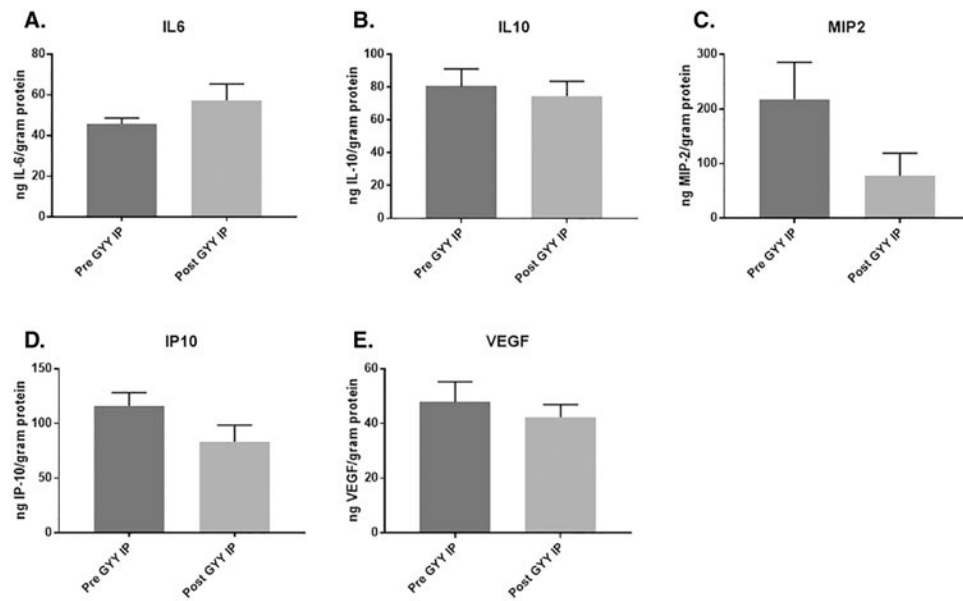 A.
IL6
ng IL-6/gram protein
80
60
40
20
0
Pre GYY IP
Post GYY IP
B.
IL10
ng IL-10/gram protein
100
80
60
40
20
0
Pre GYY IP
Post GYY IP
C.
MIP2
ng MIP-2/gram protein
300
200
100
0
Pre GYY IP
Post GYY IP
D.
IP10
ng IP-10/gram protein
150
100
50
0
Pre GYY IP
Post GYY IP
E.
VEGF
ng VEGF/gram protein
60
40
20
0
Pre GYY IP
Post GYY IP